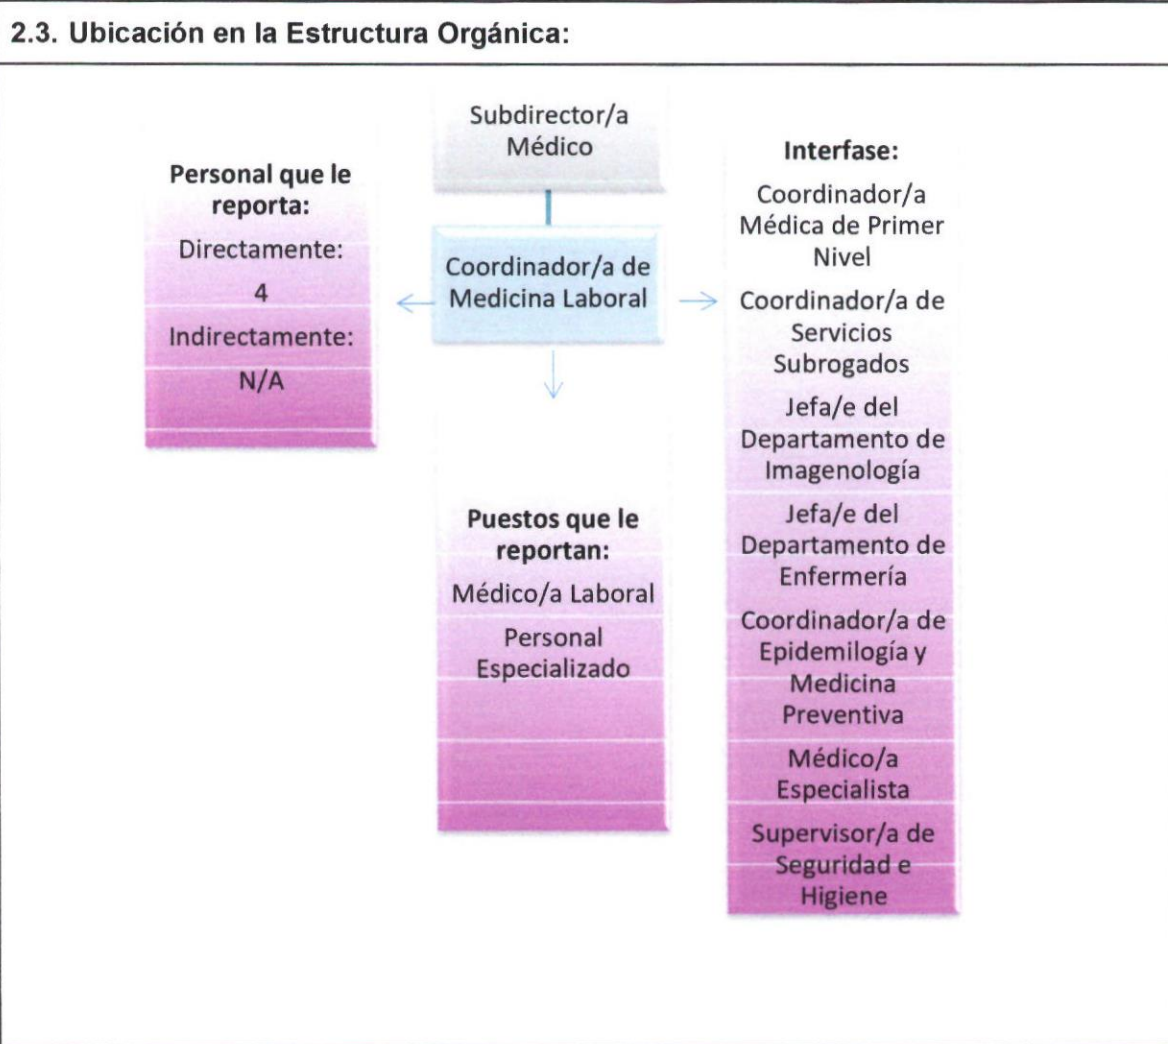 2.3. Ubicación en la Estructura Orgánica:
Subdirector/a
Médico
Personal que le
reporta:
Directamente:
4
Indirectamente:
N/A
Coordinador/a de
Medicina Laboral
Puestos que le
reportan:
Médico/a Laboral
Personal
Especializado
Interfase:
Coordinador/a
Médica de Primer
Nivel
Coordinador/a de
Servicios
Subrogados
Jefa/e del
Departamento de
Imagenología
Jefa/e del
Departamento de
Enfermería
Coordinador/a de
Epidemilogía y
Medicina
Preventiva
Médico/a
Especialista
Supervisor/a de
Seguridad e
Higiene